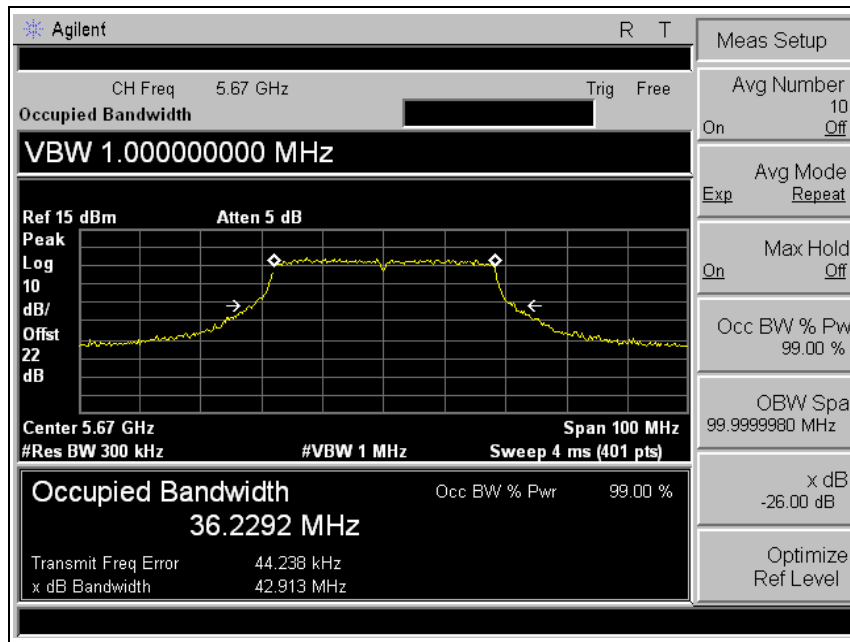 Agilent R T
Meas Setup
CH Freq 5.67 GHz Trig Free
Occupied Bandwidth
Avg Number
10
On Off
VBW 1.000000000 MHz
Avg Mode
Exp Repeat
Ref 15 dBm Atten 5 dB
Peak
Log
10
dB/
Offst
22
dB
Max Hold
On Off
Occ BW % Pw
99.00 %
Center 5.67 GHz Span 100 MHz
#Res BW 300 kHz #VBW 1 MHz Sweep 4 ms (401 pts)
OBW Spa
99.9999980 MHz
Occupied Bandwidth Occ BW % Pwr 99.00 %
36.2292 MHz
x dB
-26.00 dB
Transmit Freq Error 44.238 kHz
x dB Bandwidth 42.913 MHz
Optimize
Ref Level